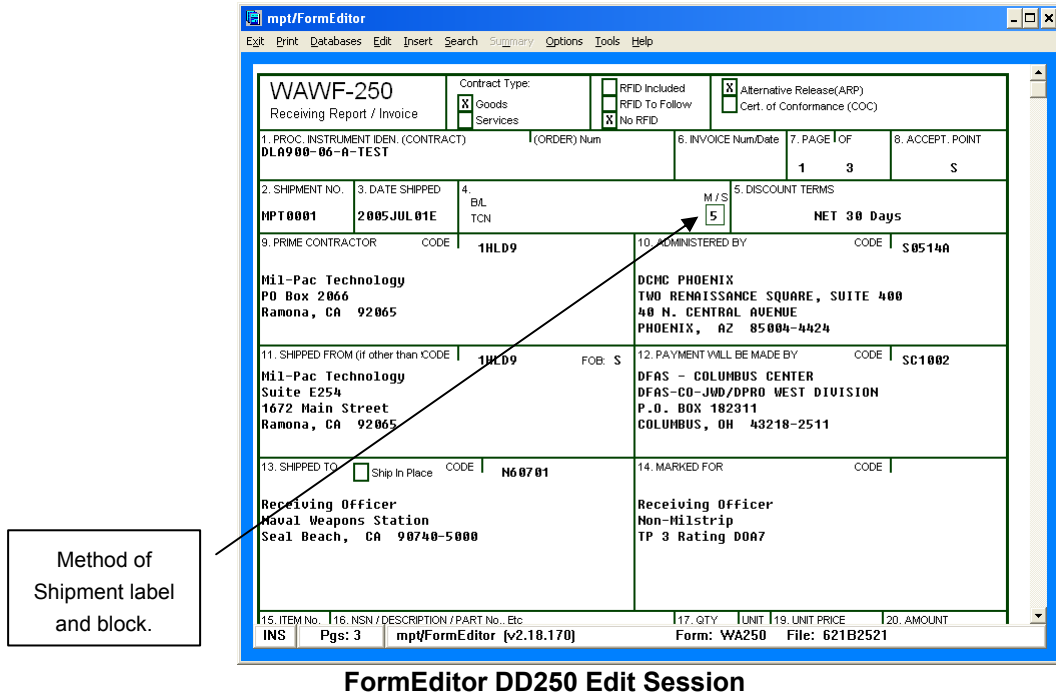 mpt/FormEditor
Exit Print Databases Edit Insert Search Summary Options Tools Help
WAWF-250
Receiving Report / Invoice
Contract Type:
X Goods
Services
RFID Included
RFID To Follow
X No RFID
X Alternative Release(ARP)
Cert. of Conformance (COC)
1. PROC. INSTRUMENT IDEN. (CONTRACT)
DLA900-06-A-TEST
(ORDER) Num
6. INVOICE Num/Date
7. PAGE OF
1 3
8. ACCEPT. POINT
S
2. SHIPMENT NO.
MPT0001
3. DATE SHIPPED
2005JUL01E
4.
B/L
TCN
M / S
5
5. DISCOUNT TERMS
NET 30 Days
9. PRIME CONTRACTOR CODE 1HLD9
Mil-Pac Technology
PO Box 2066
Ramona, CA 92065
10. ADMINISTERED BY CODE S0514A
DCMC PHOENIX
TWO RENAISSANCE SQUARE, SUITE 400
40 N. CENTRAL AVENUE
PHOENIX, AZ 85004-4424
11. SHIPPED FROM (if other than CODE 1HLD9 FOB: S
Mil-Pac Technology
Suite E254
1672 Main Street
Ramona, CA 92065
12. PAYMENT WILL BE MADE BY CODE SC1002
DFAS - COLUMBUS CENTER
DFAS-CO-JWD/DPRO WEST DIVISION
P.O. BOX 182311
COLUMBUS, OH 43218-2511
13. SHIPPED TO Ship In Place CODE N60701
Receiving Officer
Naval Weapons Station
Seal Beach, CA 90740-5000
14. MARKED FOR CODE
Receiving Officer
Non-Milstrip
TP 3 Rating DOA7
15. ITEM No. 16. NSN / DESCRIPTION / PART No.. Etc 17. QTY UNIT 19. UNIT PRICE 20. AMOUNT
INS Pgs: 3 mpt/FormEditor (v2.18.170) Form: WA250 File: 621B2521
Method of
Shipment label
and block.
FormEditor DD250 Edit Session